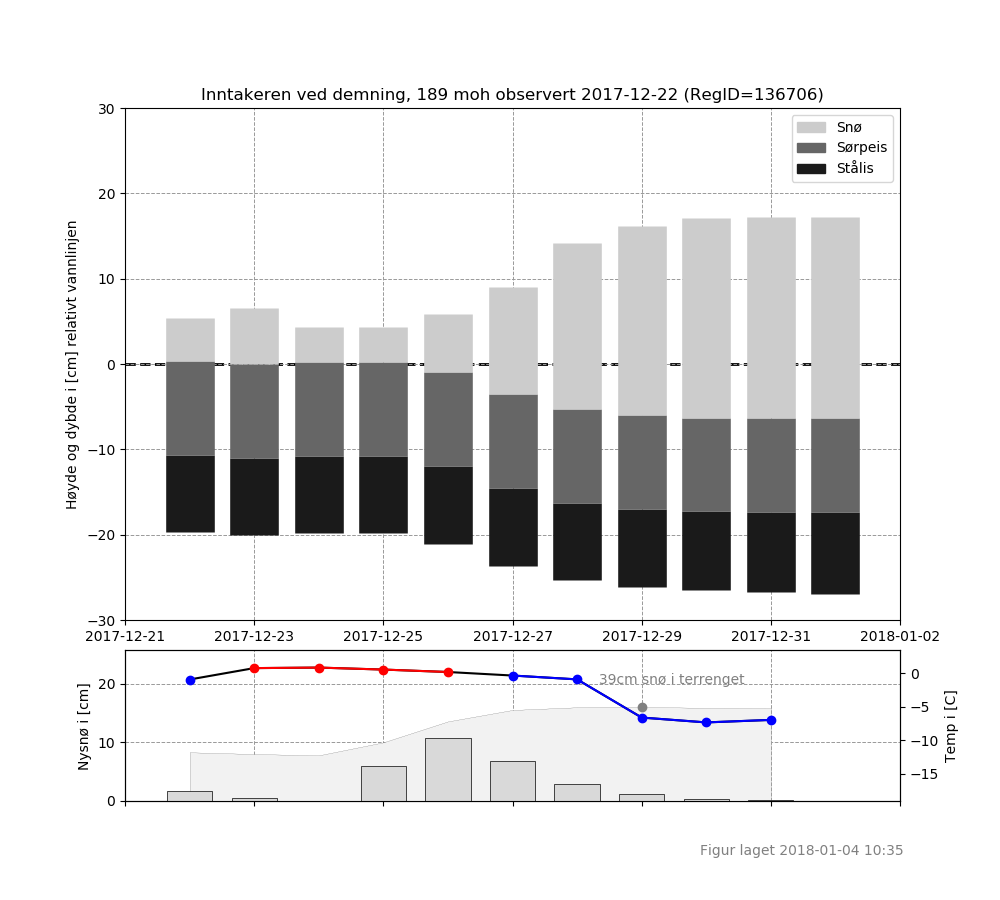 Inntakeren ved demning, 189 moh observert 2017-12-22 (RegID=136706)
Høyde og dybde i [cm] relativt vannlinjen
30
20
10
0
−10
−20
−30
Snø
Sørpeis
Stålis
2017-12-21
2017-12-23
2017-12-25
2017-12-27
2017-12-29
2017-12-31
2018-01-02
Nysnø i [cm]
20
10
0
39cm snø i terrenget
0
−5
−10
−15
Temp i [C]
Figur laget 2018-01-04 10:35